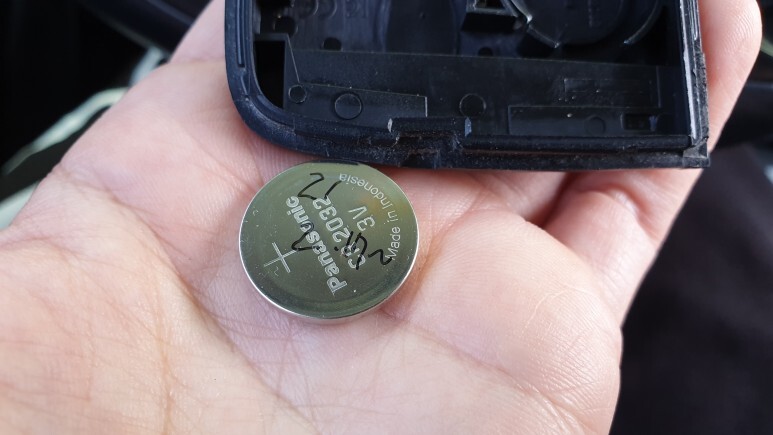 Panasonic
CR2032
3V
Made in Indonesia
+